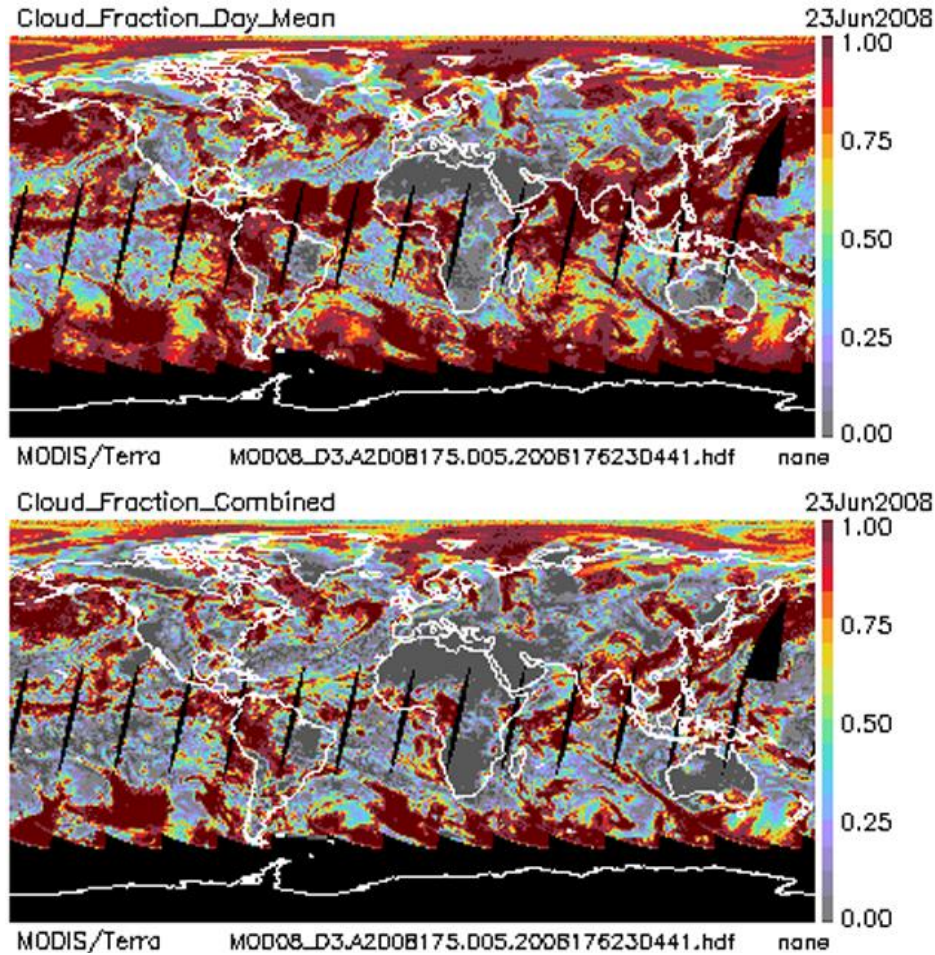 Cloud_Fraction_Day_Mean 23Jun2008
1.00
0.75
0.50
0.25
0.00
MODIS/Terra MOD08_D3.A2008175.005.2008176230441.hdf none
Cloud_Fraction_Combined 23Jun2008
1.00
0.75
0.50
0.25
0.00
MODIS/Terra MOD08_D3.A2008175.005.2008176230441.hdf none